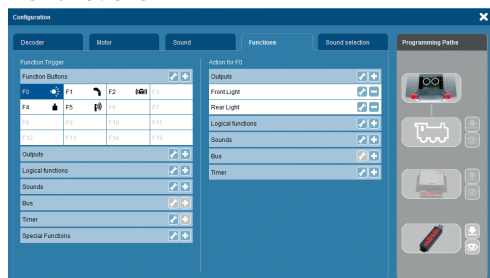 Configuration
Decoder Motor Sound Functions Sound selection Programming Paths
Function Trigger
Function Buttons
F0 F1 F2 F3
F4 F5 F6 F7
F8 F9 F10 F11
F12 F13 F14 F15
Outputs
Logical functions
Sounds
Bus
Timer
Special Functions
Action for F0
Outputs
Front Light
Rear Light
Logical functions
Sounds
Bus
Timer